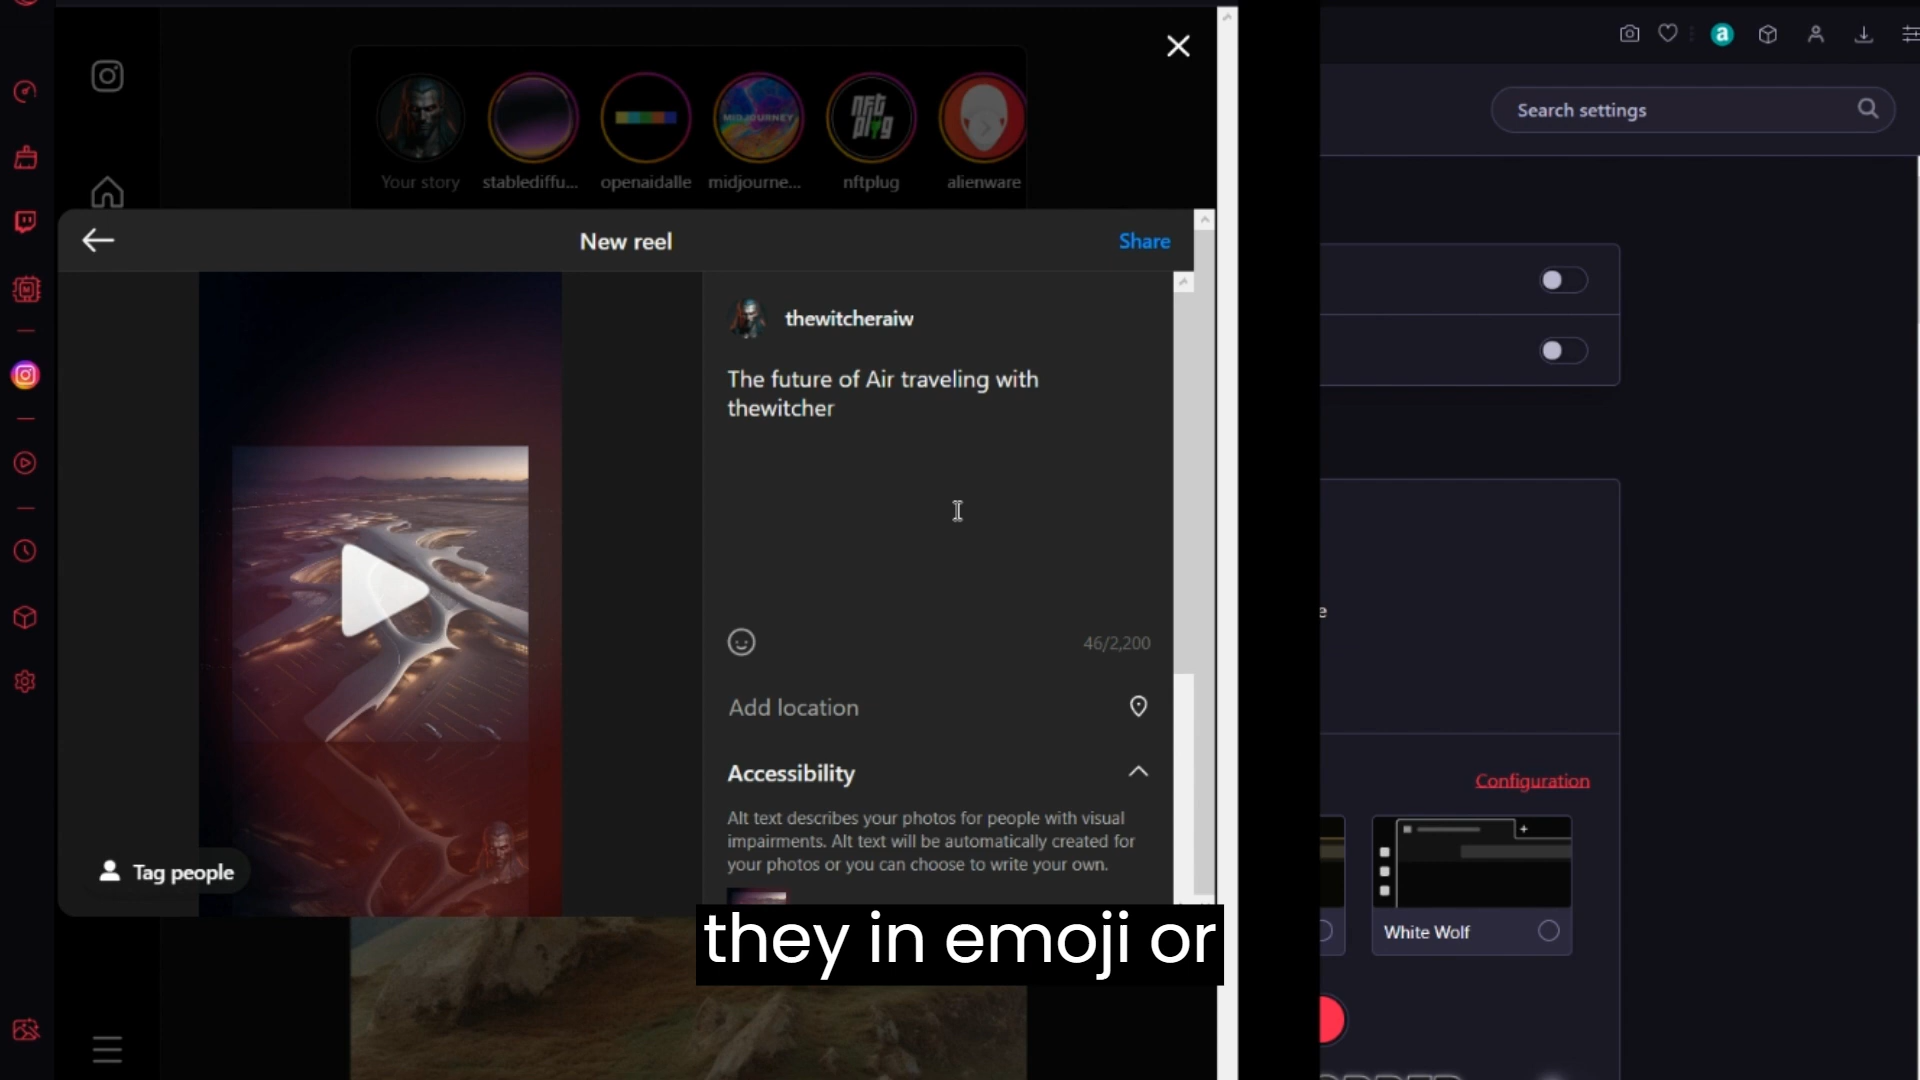 Search settings
Your story
stablediffu...
openaidalle
midjourne...
nftplug
alienware
MIDJOURNEY
nft
plug
New reel
Share
thewitcheraiw
The future of Air traveling with
thewitcher
46/2,200
Add location
Accessibility
Alt text describes your photos for people with visual
impairments. Alt text will be automatically created for
your photos or you can choose to write your own.
Tag people
they in emoji or
e
Configuration
White Wolf